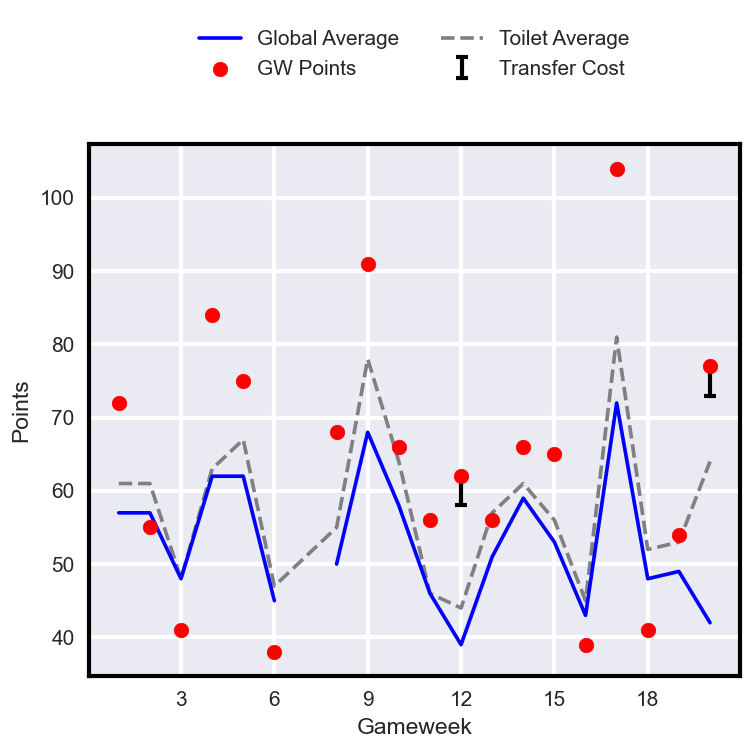 Global Average
GW Points
Toilet Average
Transfer Cost
100
90
80
70
60
50
40
Points
3 6 9 12 15 18
Gameweek